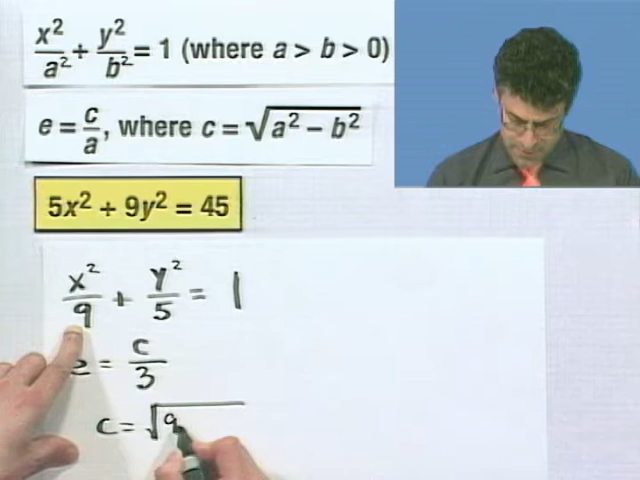 x²/a² + y²/b² = 1 (where a > b > 0)
e = c/a, where c = √a² − b²
5x² + 9y² = 45
x²/9 + y²/5 = 1
e = c/3
c = √9